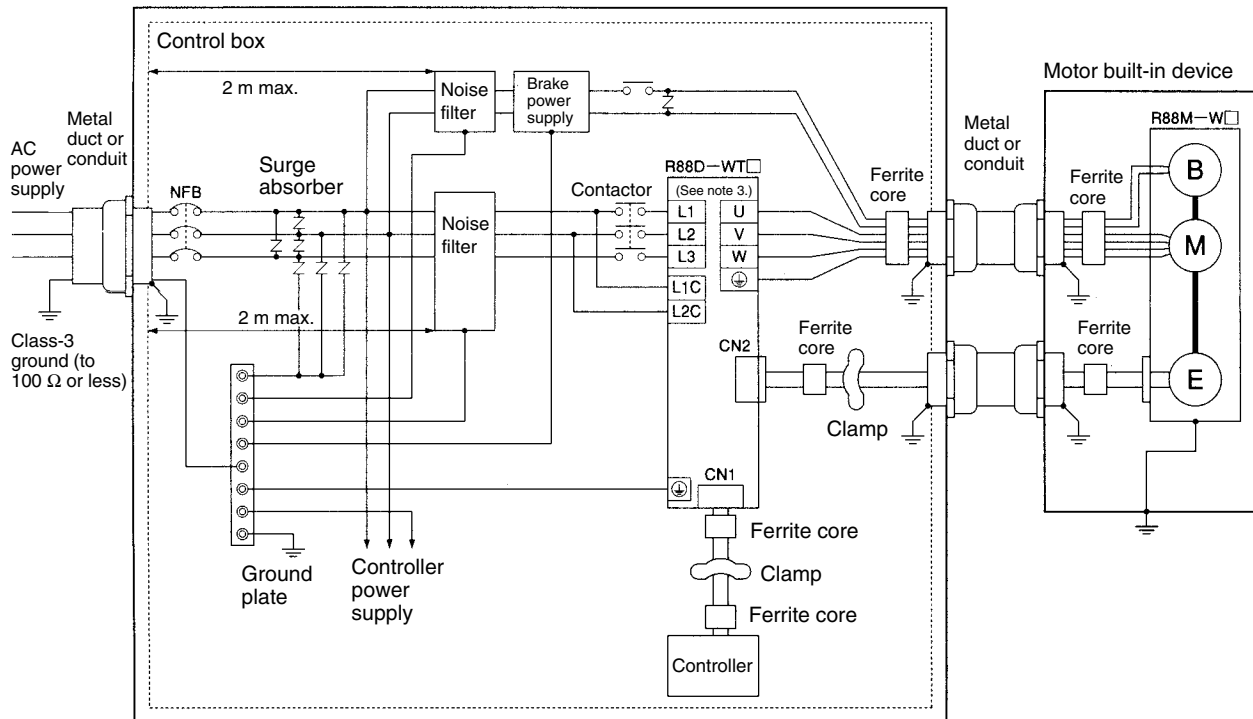 Control box
2 m max.
Noise
filter
Brake
power
supply
Motor built-in device
R88M-W□
AC
power
supply
Metal
duct or
conduit
NFB
Surge
absorber
Noise
filter
Contactor
R88D-WT□
(See note 3.)
L1
L2
L3
L1C
L2C
U
V
W
Ferrite
core
Metal
duct or
conduit
Ferrite
core
B
M
E
Class-3
ground (to
100 Ω or less)
2 m max.
CN2
Ferrite
core
Clamp
Ferrite
core
CN1
Ferrite core
Clamp
Ferrite core
Controller
Ground
plate
Controller
power
supply